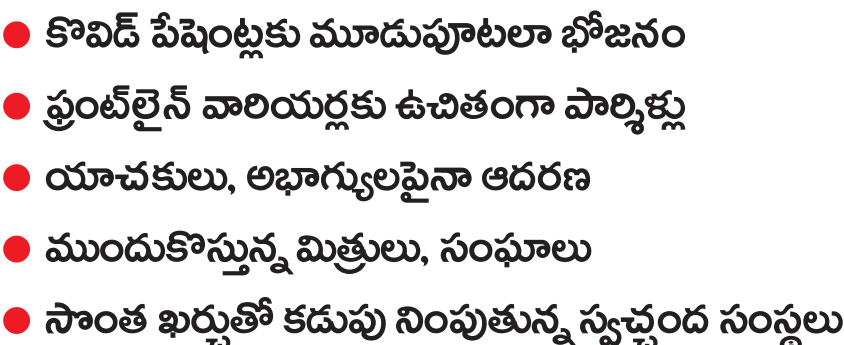 ● కొవిడ్ పేషెంట్లకు మూడుపూటలా భోజనం
● ఫ్రంట్‌లైన్ వారియర్లకు ఉచితంగా పార్శిళ్లు
● యాచకులు, అభాగ్యులపైనా ఆదరణ
● ముందుకొస్తున్న మిత్రులు, సంఘాలు
● సొంత ఖర్చుతో కడుపు నింపుతున్న స్వచ్ఛంద సంస్థలు